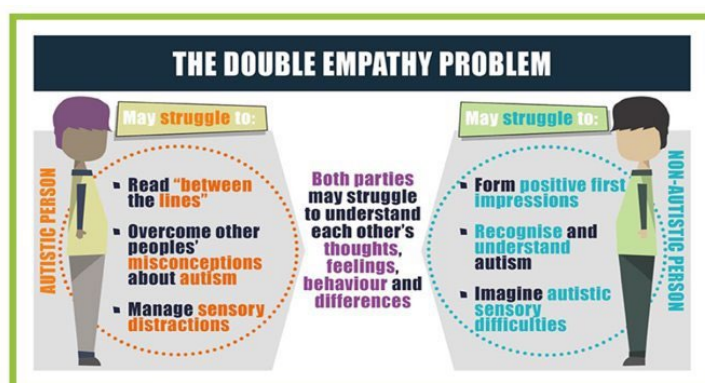 THE DOUBLE EMPATHY PROBLEM
May struggle to:
AUTISTIC PERSON
Read "between
the lines"
Overcome other
peoples'
misconceptions
about autism
Manage sensory
distractions
Both parties
may struggle
to understand
each other's
thoughts,
feelings,
behaviour and
differences
May struggle to:
Form positive first
impressions
Recognise and
understand
autism
Imagine autistic
sensory
difficulties
NON-AUTISTIC PERSON